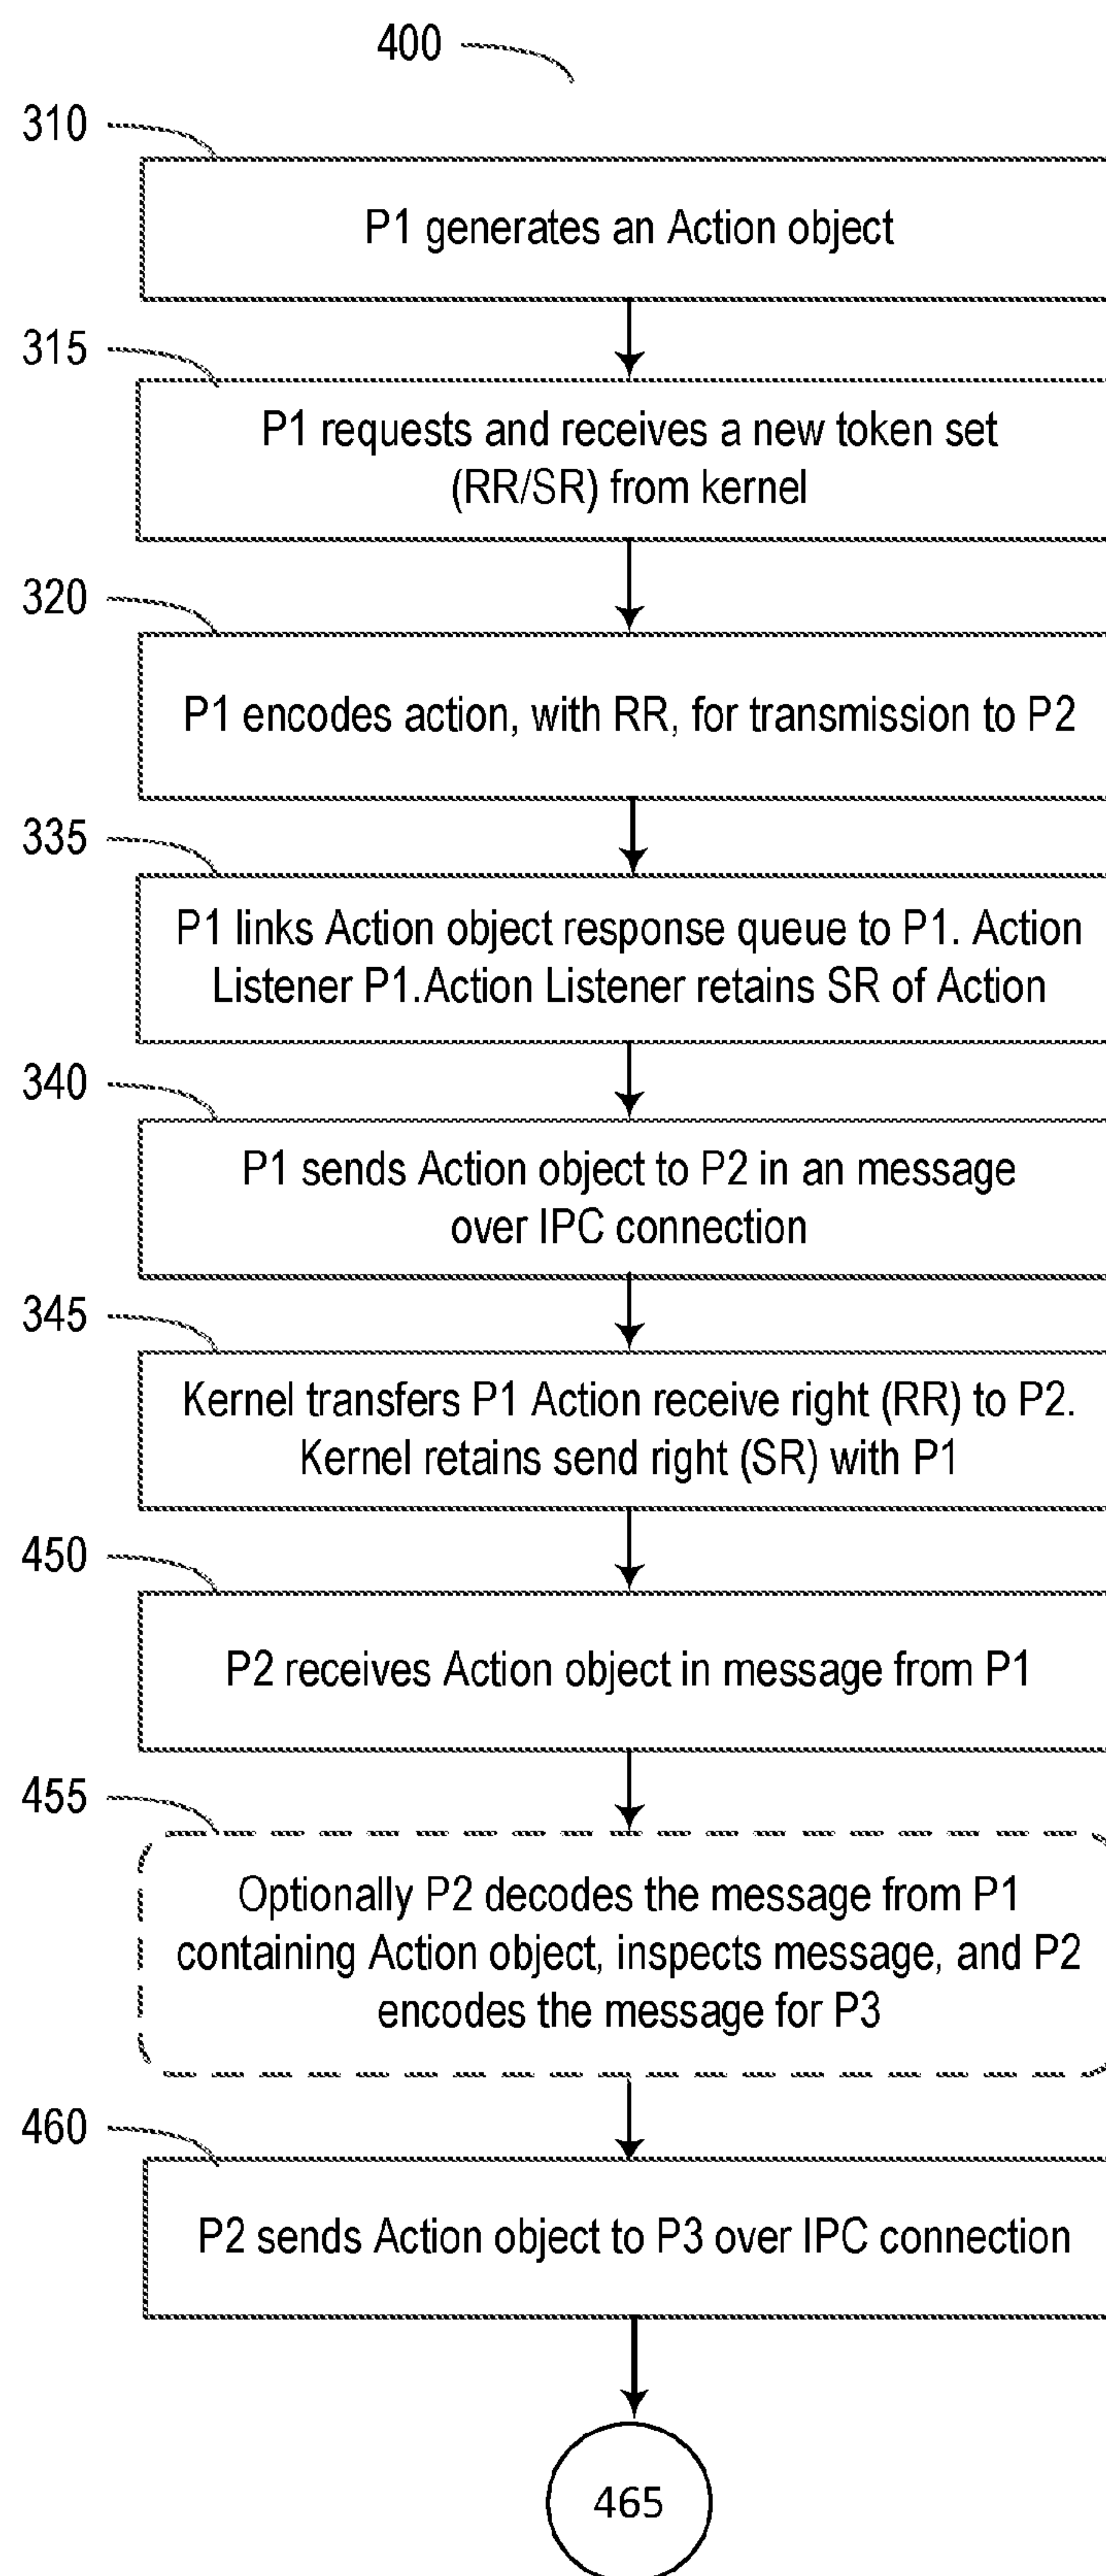 400
310
P1 generates an Action object
315
P1 requests and receives a new token set
(RR/SR) from kernel
320
P1 encodes action, with RR, for transmission to P2
335
P1 links Action object response queue to P1. Action
Listener P1.Action Listener retains SR of Action
340
P1 sends Action object to P2 in an message
over IPC connection
345
Kernel transfers P1 Action receive right (RR) to P2.
Kernel retains send right (SR) with P1
450
P2 receives Action object in message from P1
455
Optionally P2 decodes the message from P1
containing Action object, inspects message, and P2
encodes the message for P3
460
P2 sends Action object to P3 over IPC connection
465